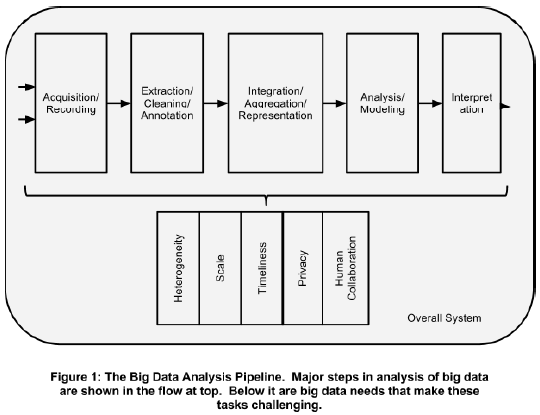 Acquisition/
Recording
Extraction/
Cleaning/
Annotation
Integration/
Aggregation/
Representation
Analysis/
Modeling
Interpret
ation
Heterogeneity
Scale
Timeliness
Privacy
Human
Collaboration
Overall System
Figure 1: The Big Data Analysis Pipeline. Major steps in analysis of big data
are shown in the flow at top. Below it are big data needs that make these
tasks challenging.